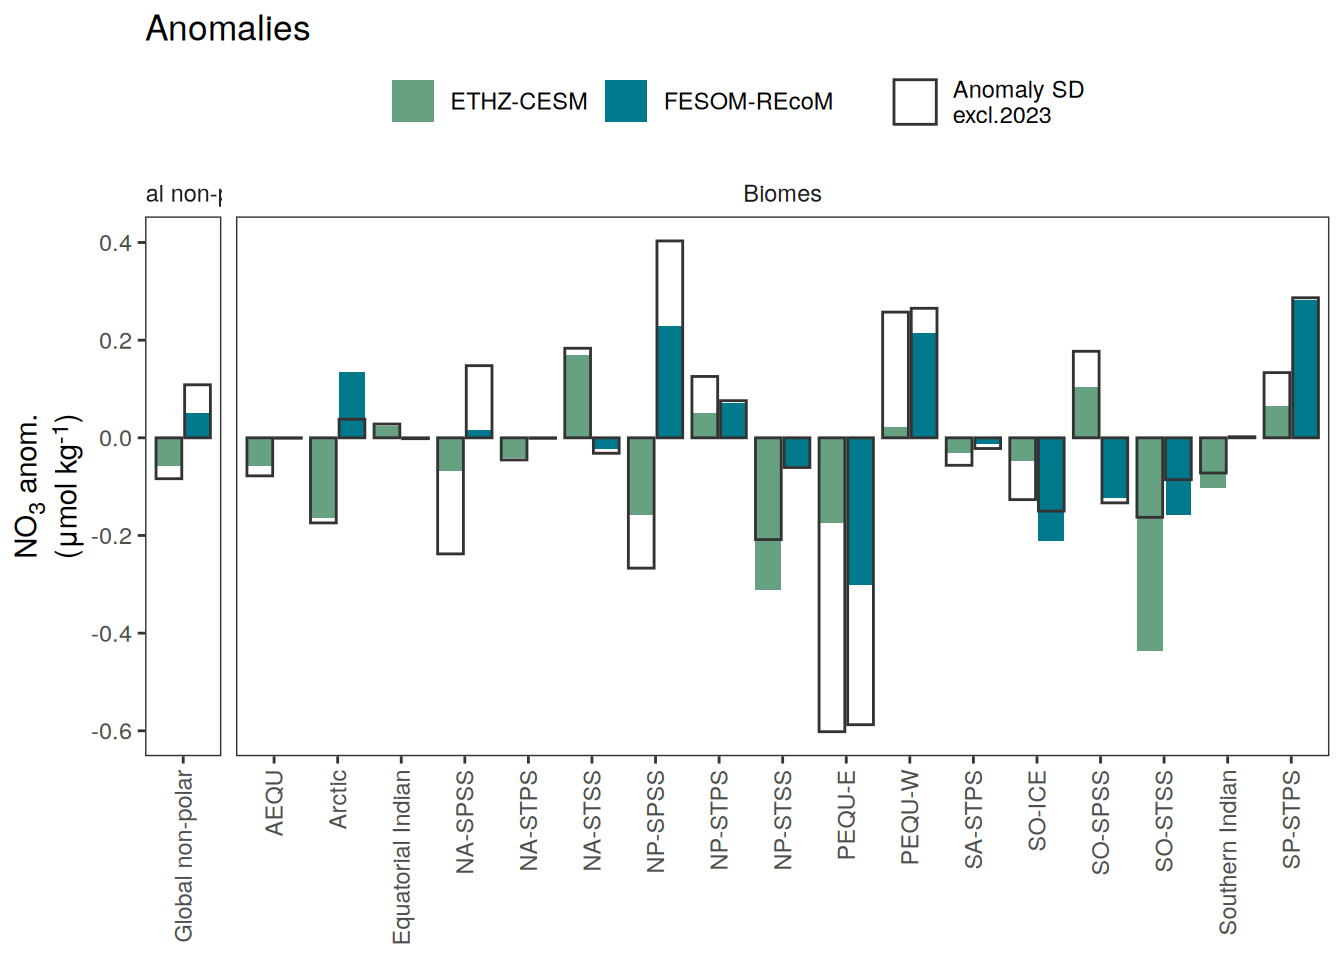 Anomalies
ETHZ-CESM
FESOM-REcoM
Anomaly SD
excl.2023
al non-p
Biomes
NO3 anom.
(µmol kg-1)
0.4
0.2
0.0
-0.2
-0.4
-0.6
Global non-polar
AEQU
Arctic
Equatorial Indian
NA-SPSS
NA-STPS
NA-STSS
NP-SPSS
NP-STPS
NP-STSS
PEQU-E
PEQU-W
SA-STPS
SO-ICE
SO-SPSS
SO-STSS
Southern Indian
SP-STPS